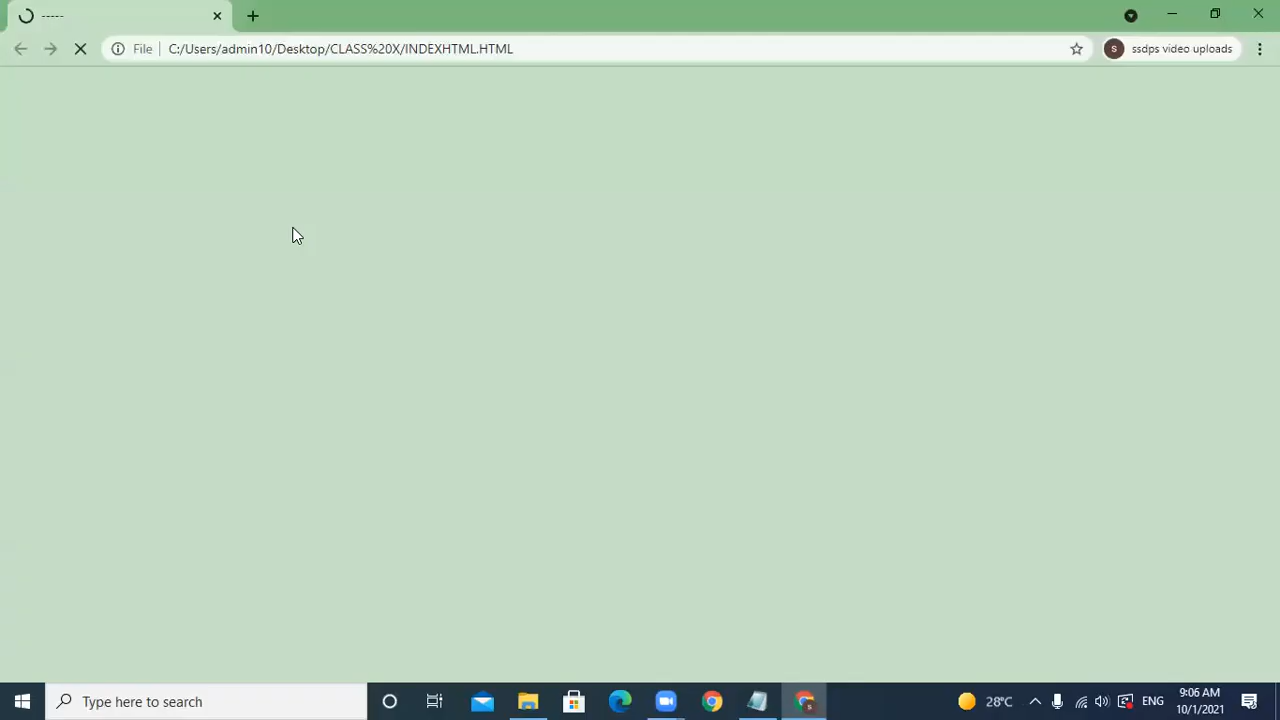 -----
File
C:/Users/admin10/Desktop/CLASS%20X/INDEXHTML.HTML
S
ssdps video uploads
Type here to search
28°C
ENG
9:06 AM
10/1/2021